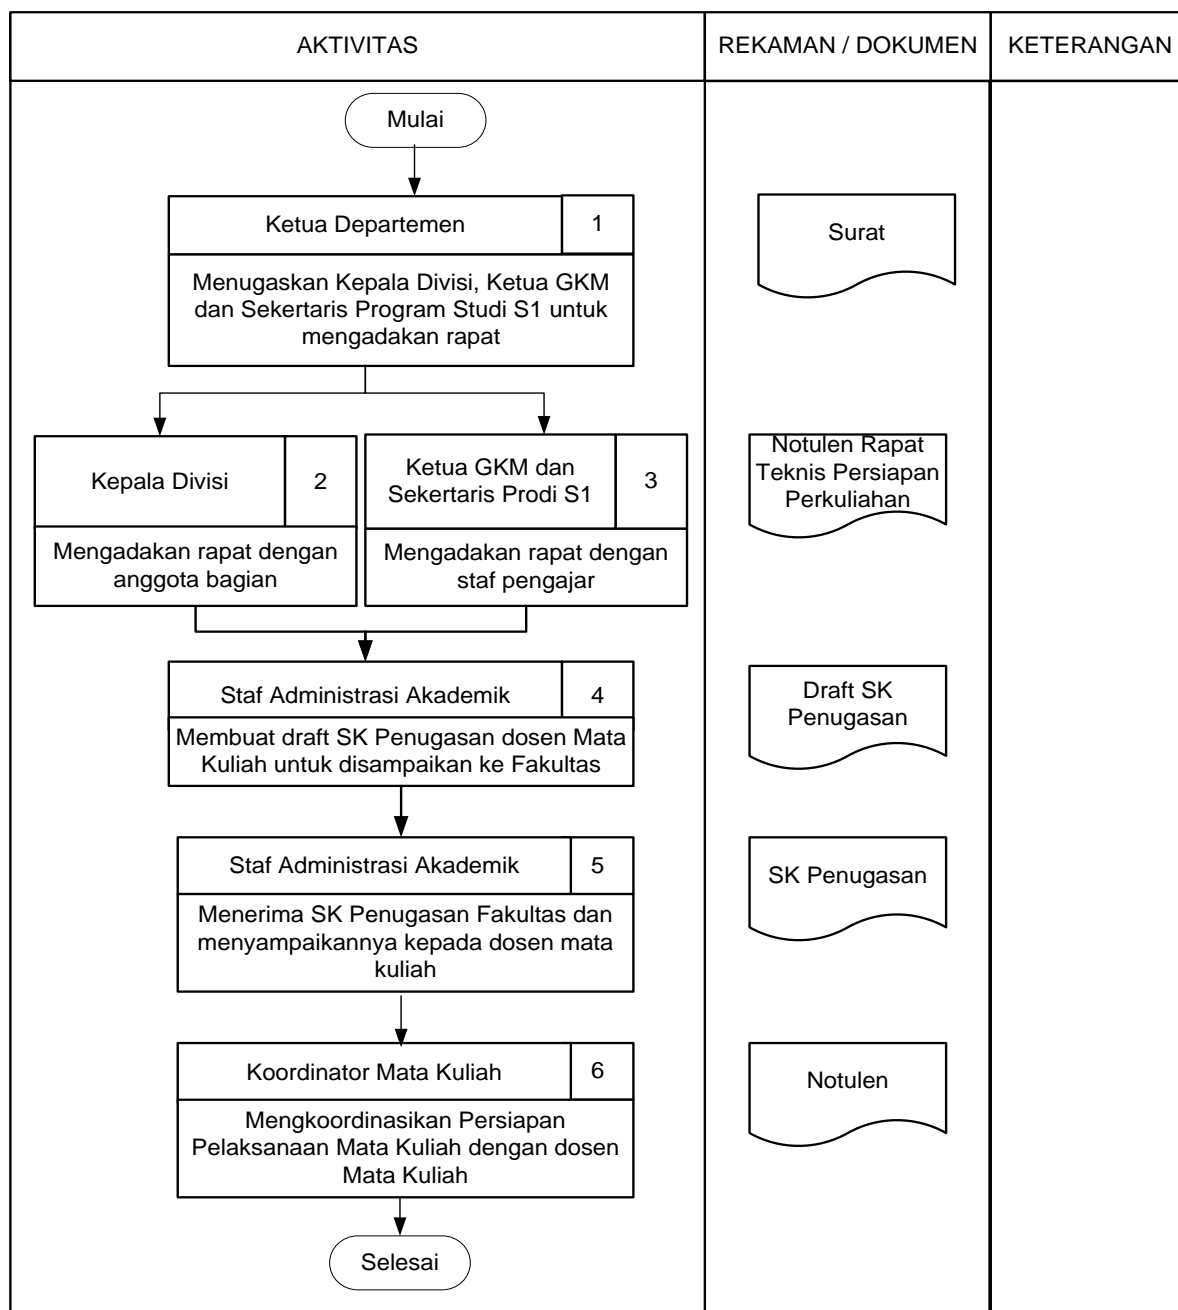 AKTIVITAS
REKAMAN / DOKUMEN
KETERANGAN
Mulai
Ketua Departemen
1
Menugaskan Kepala Divisi, Ketua GKM
dan Sekertaris Program Studi S1 untuk
mengadakan rapat
Surat
Kepala Divisi
2
Mengadakan rapat dengan
anggota bagian
Ketua GKM dan
Sekertaris Prodi S1
3
Mengadakan rapat dengan
staf pengajar
Notulen Rapat
Teknis Persiapan
Perkuliahan
Staf Administrasi Akademik
4
Membuat draft SK Penugasan dosen Mata
Kuliah untuk disampaikan ke Fakultas
Draft SK
Penugasan
Staf Administrasi Akademik
5
Menerima SK Penugasan Fakultas dan
menyampaikannya kepada dosen mata
kuliah
SK Penugasan
Koordinator Mata Kuliah
6
Mengkoordinasikan Persiapan
Pelaksanaan Mata Kuliah dengan dosen
Mata Kuliah
Notulen
Selesai